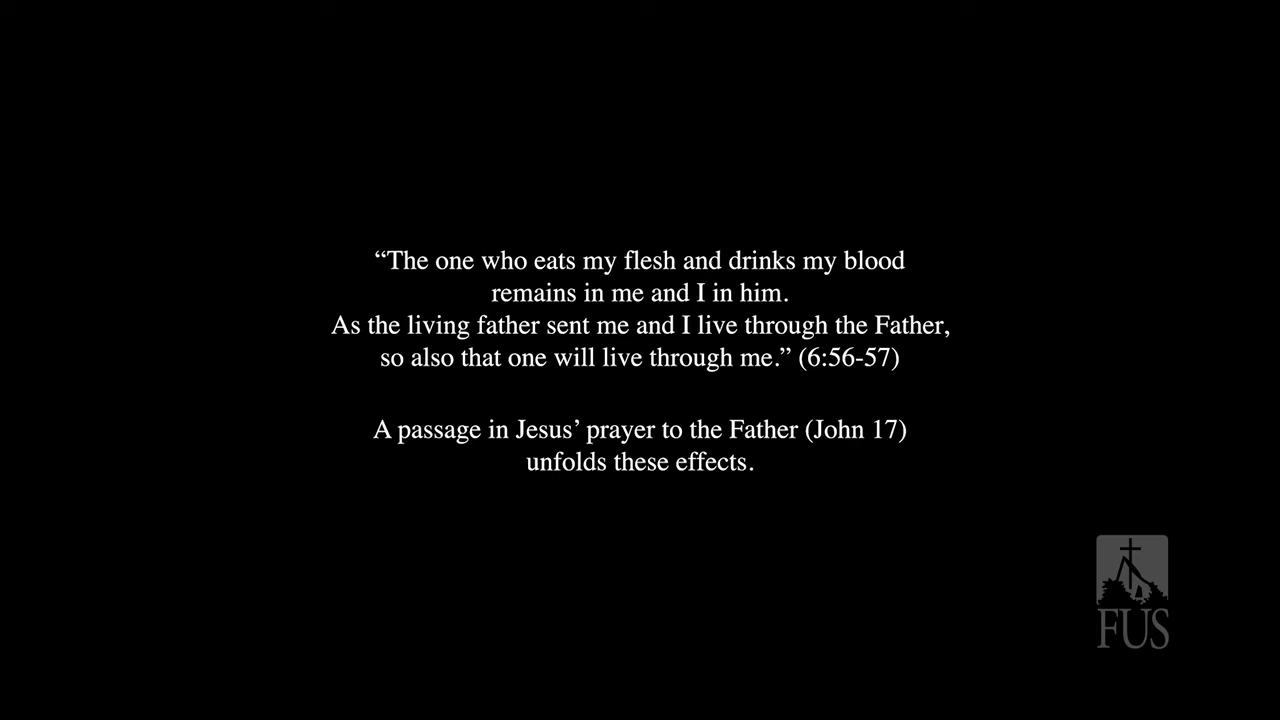 “The one who eats my flesh and drinks my blood
remains in me and I in him.
As the living father sent me and I live through the Father,
so also that one will live through me.” (6:56-57)
A passage in Jesus’ prayer to the Father (John 17)
unfolds these effects.
FUS